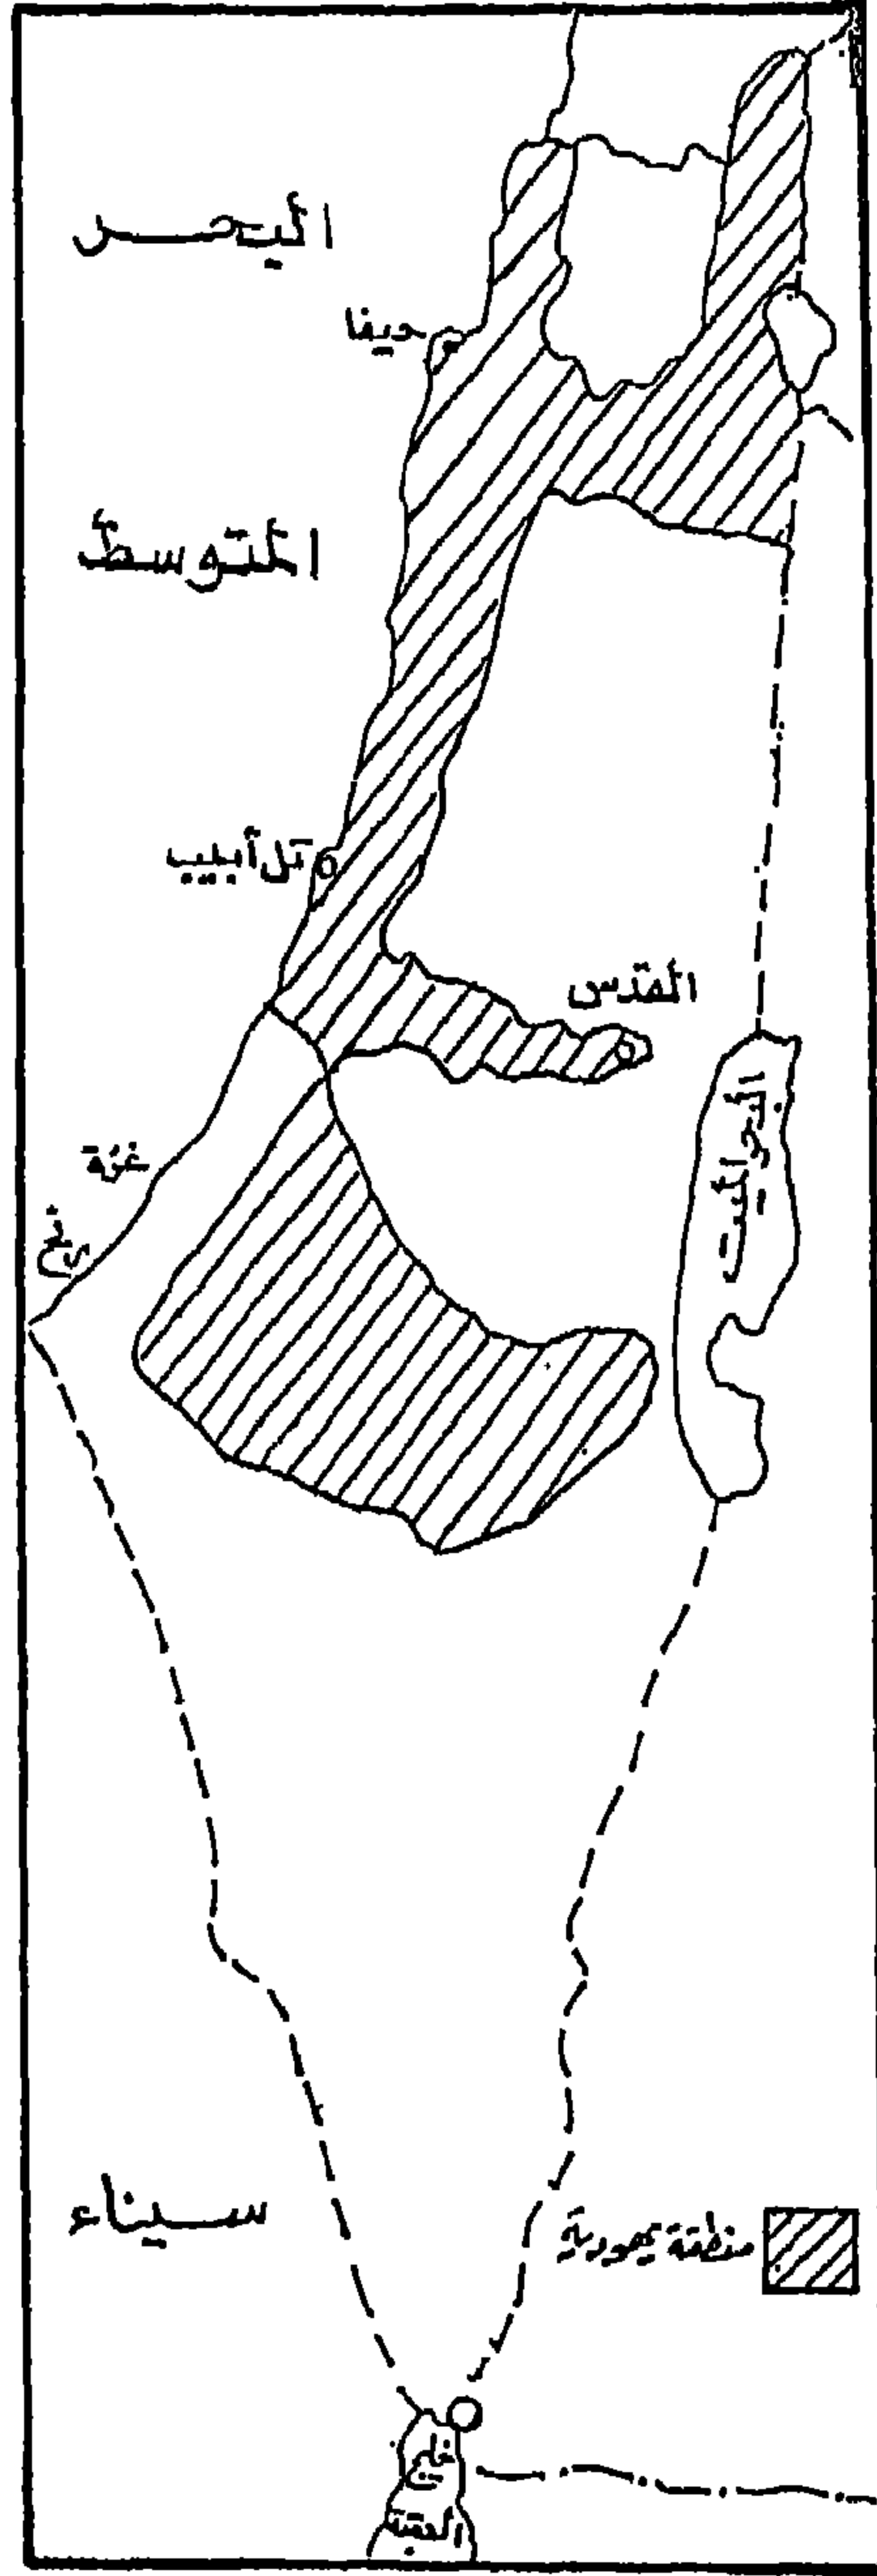 البحر
حيفا
المتوسط
تل أبيب
القدس
غزة
رفح
البحر الميت
سيناء
منطقة يهودية
خليج
العقبة